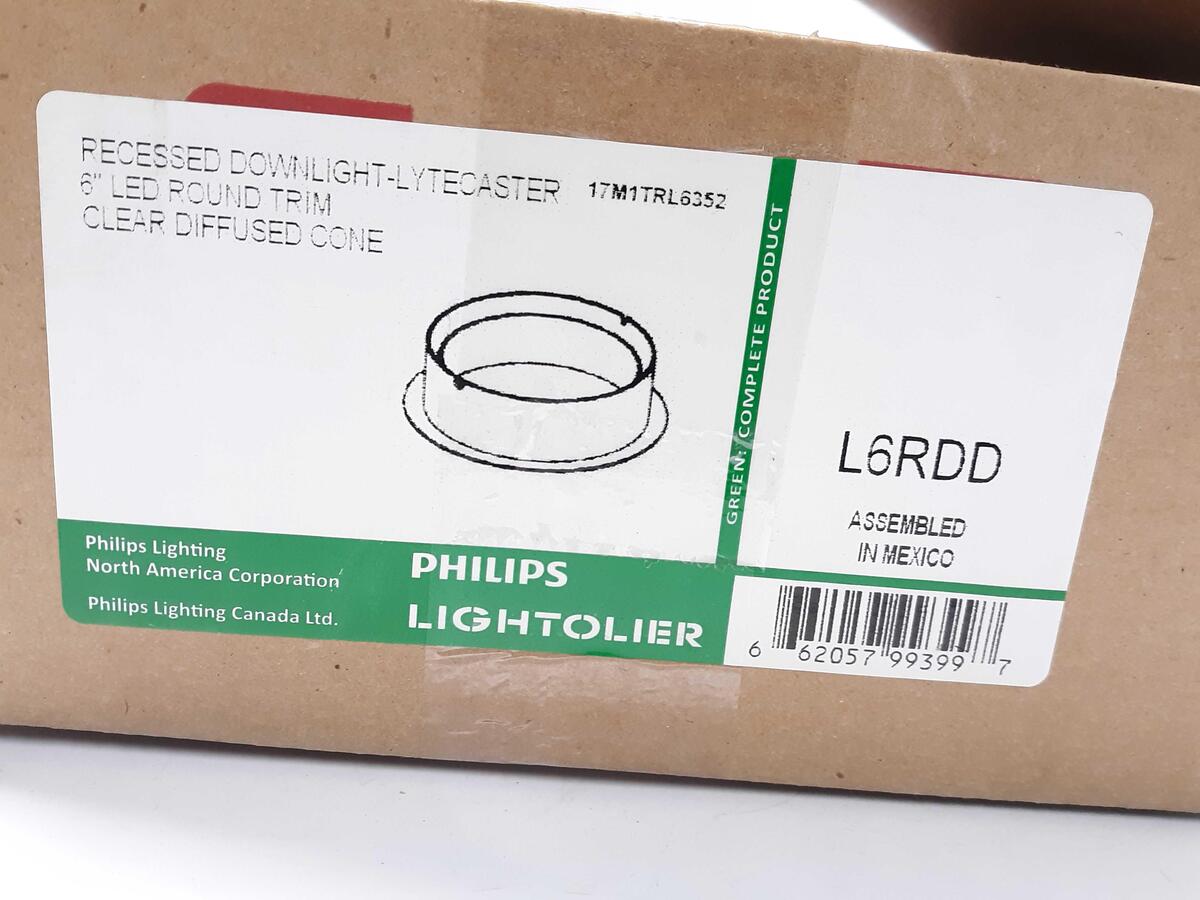 RECESSED DOWNLIGHT-LYTECASTER 17M1TRL6352
6" LED ROUND TRIM
CLEAR DIFFUSED CONE
GREEN: COMPLETE PRODUCT
L6RDD
ASSEMBLED
IN MEXICO
Philips Lighting
North America Corporation
Philips Lighting Canada Ltd.
PHILIPS
LIGHTOLIER
6 62057 99399 7